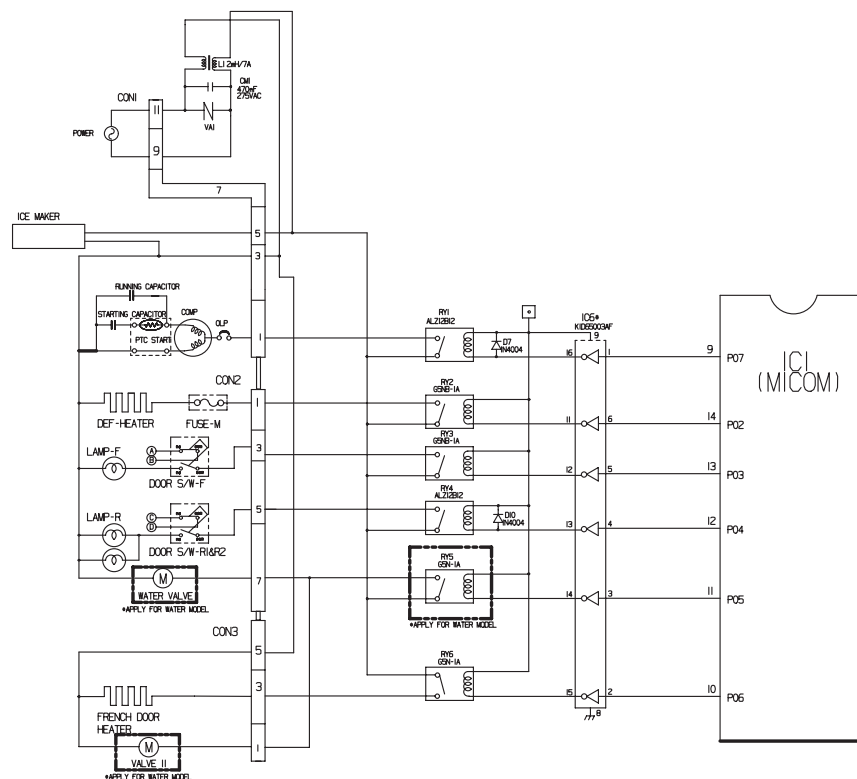 L1 2mH/7A
CM1
470nF
275VAC
VA1
CON1
11
POWER
9
7
ICE MAKER
5
3
RUNNING CAPACITOR
STARTING CAPACITOR
COMP
OLP
PTC START
1
RY1
ALZ12B12
D7
1N4004
IC6*
KID65003AF
9
16
1
9
P07
IC1
(MICOM)
CON2
DEF-HEATER
FUSE-M
1
RY2
G5NB-1A
11
6
14
P02
LAMP-F
A
B
DOOR S/W-F
3
RY3
G5NB-1A
12
5
13
P03
LAMP-R
C
D
DOOR S/W-R1&R2
5
RY4
ALZ12B12
D10
1N4004
13
4
12
P04
M
WATER VALVE
*APPLY FOR WATER MODEL
7
RY5
G5N-1A
*APPLY FOR WATER MODEL
14
3
11
P05
CON3
5
3
FRENCH DOOR
HEATER
RY6
G5N-1A
15
2
8
10
P06
M
VALVE II
1
*APPLY FOR WATER MODEL